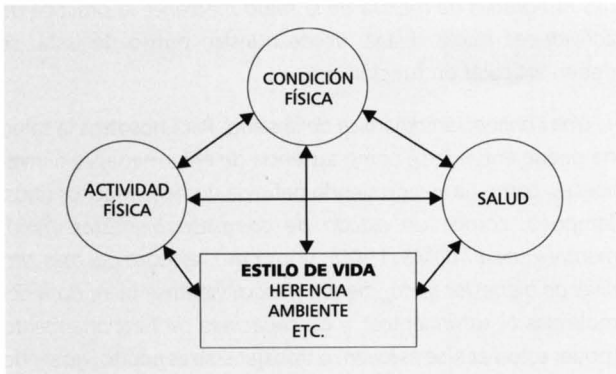 CONDICIÓN
FÍSICA
ACTIVIDAD
FÍSICA
SALUD
ESTILO DE VIDA
HERENCIA
AMBIENTE
ETC.